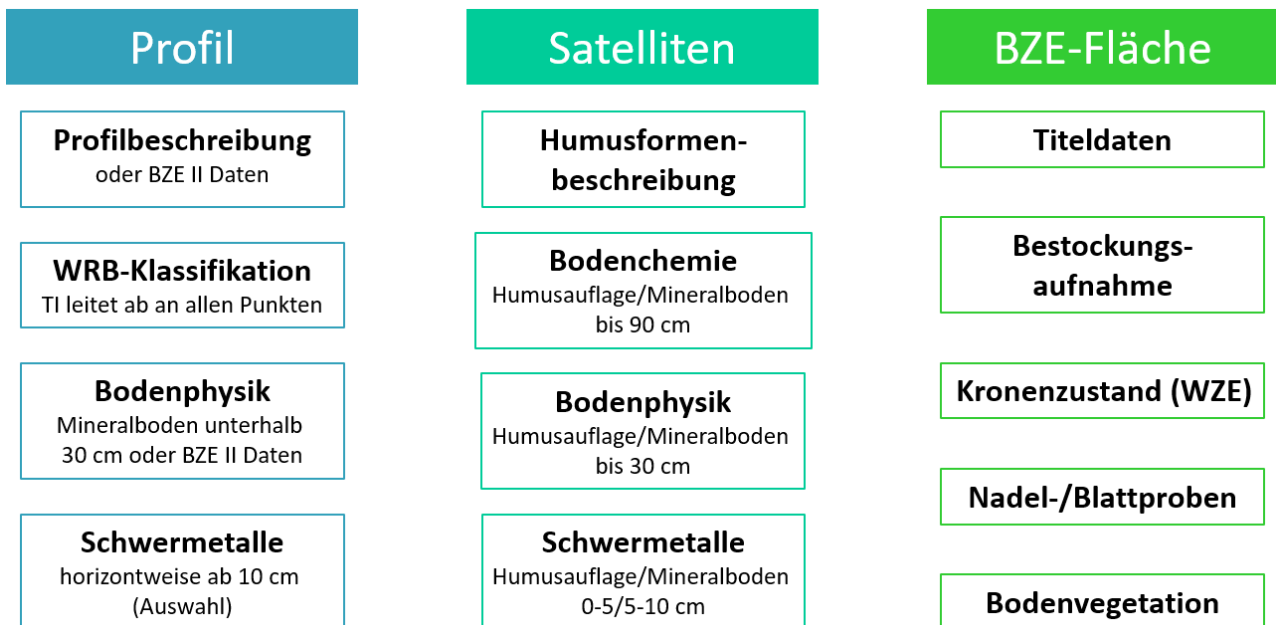 Profil
Profilbeschreibung
oder BZE II Daten
WRB-Klassifikation
TI leitet ab an allen Punkten
Bodenphysik
Mineralboden unterhalb
30 cm oder BZE II Daten
Schwermetalle
horizontweise ab 10 cm
(Auswahl)
Satelliten
Humusformen-
beschreibung
Bodenchemie
Humusauflage/Mineralboden
bis 90 cm
Bodenphysik
Humusauflage/Mineralboden
bis 30 cm
Schwermetalle
Humusauflage/Mineralboden
0-5/5-10 cm
BZE-Fläche
Titeldaten
Bestockungs-
aufnahme
Kronenzustand (WZE)
Nadel-/Blattproben
Bodenvegetation